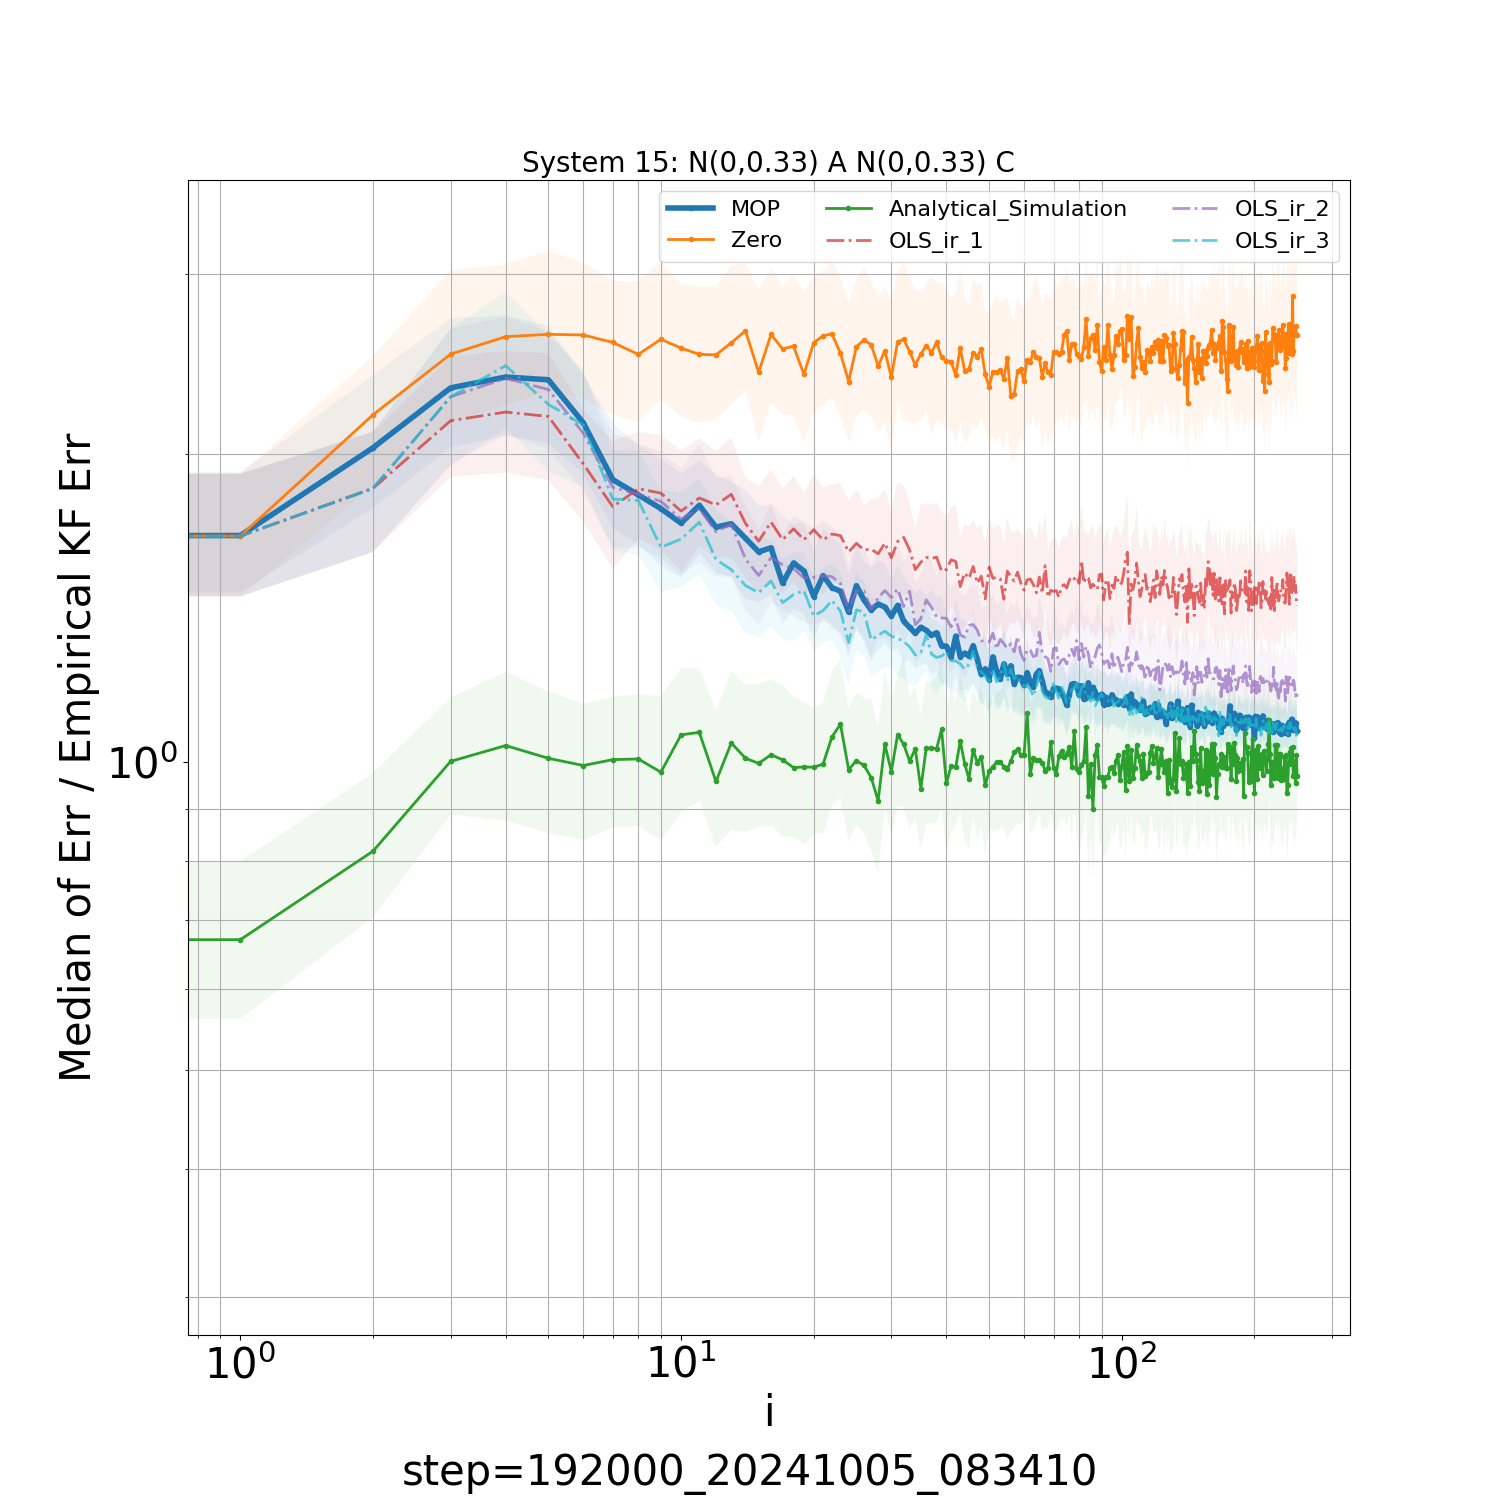 System 15: N(0,0.33) A N(0,0.33) C
MOP
Zero
Analytical_Simulation
OLS_ir_1
OLS_ir_2
OLS_ir_3
Median of Err / Empirical KF Err
10⁰
10⁰ 10¹ 10²
i
step=192000_20241005_083410